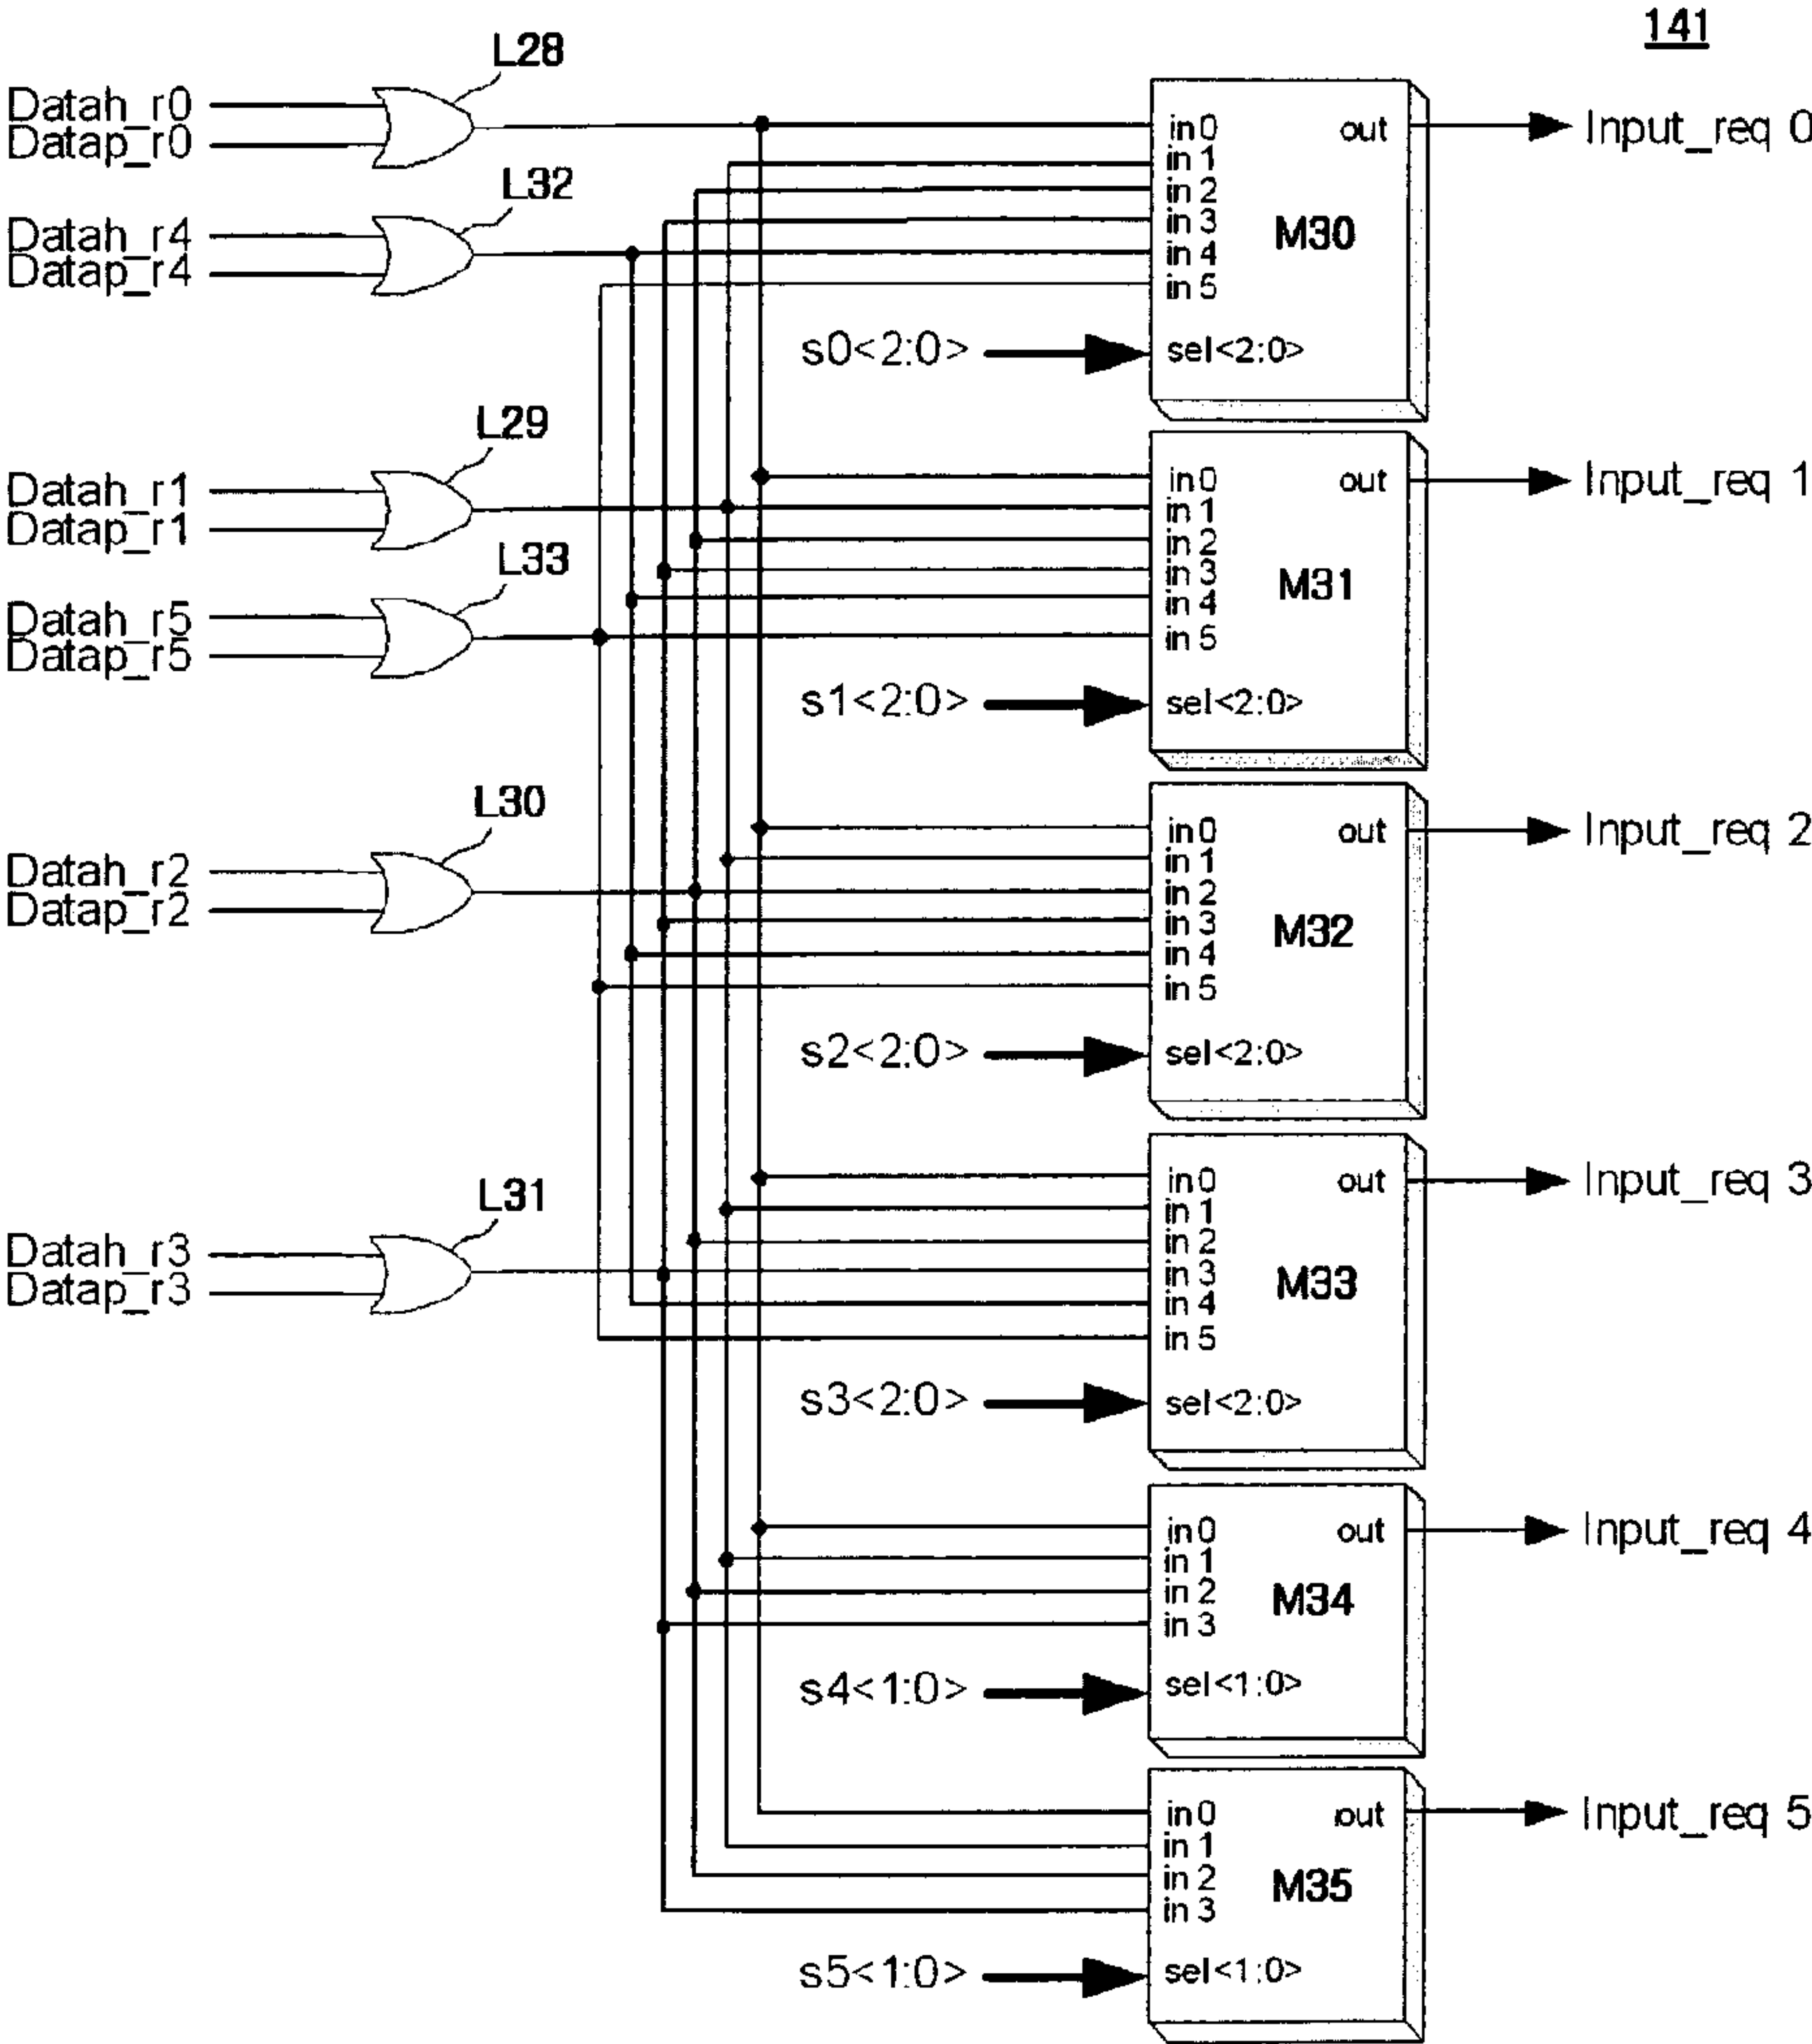 141
L28
Datah_r0
Datap_r0
L32
Datah_r4
Datap_r4
in0 out
in1
in2
in3
in4
in5
M30
s0<2:0> sel<2:0>
Input_req 0
L29
Datah_r1
Datap_r1
L33
Datah_r5
Datap_r5
in0 out
in1
in2
in3
in4
in5
M31
s1<2:0> sel<2:0>
Input_req 1
L30
Datah_r2
Datap_r2
in0 out
in1
in2
in3
in4
in5
M32
s2<2:0> sel<2:0>
Input_req 2
L31
Datah_r3
Datap_r3
in0 out
in1
in2
in3
in4
in5
M33
s3<2:0> sel<2:0>
Input_req 3
in0 out
in1
in2
in3
M34
s4<1:0> sel<1:0>
Input_req 4
in0 out
in1
in2
in3
M35
s5<1:0> sel<1:0>
Input_req 5